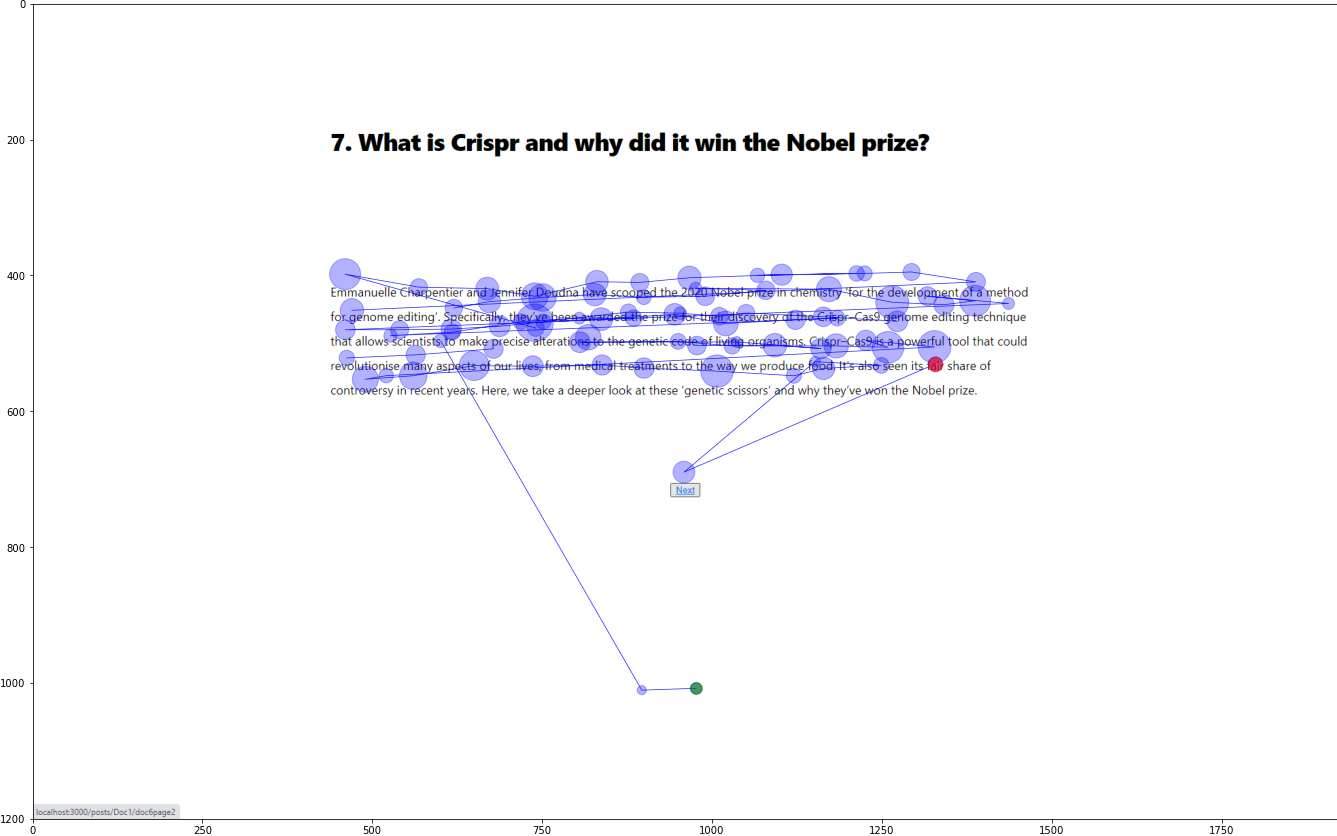 0
200
7. What is Crispr and why did it win the Nobel prize?
400
Emmanuelle Charpentier and Jennifer Doudna have scooped the 2020 Nobel prize in chemistry ‘for the development of a method
for genome editing’. Specifically, they’ve been awarded the prize for their discovery of the Crispr-Cas9 genome editing technique
that allows scientists to make precise alterations to the genetic code of living organisms. Crispr-Cas9 is a powerful tool that could
revolutionise many aspects of our lives, from medical treatments to the way we produce food. It’s also seen its fair share of
controversy in recent years. Here, we take a deeper look at these ‘genetic scissors’ and why they’ve won the Nobel prize.
600
Next
800
1000
localhost:3000/posts/Doc1/doc6page2
1200
0 250 500 750 1000 1250 1500 1750